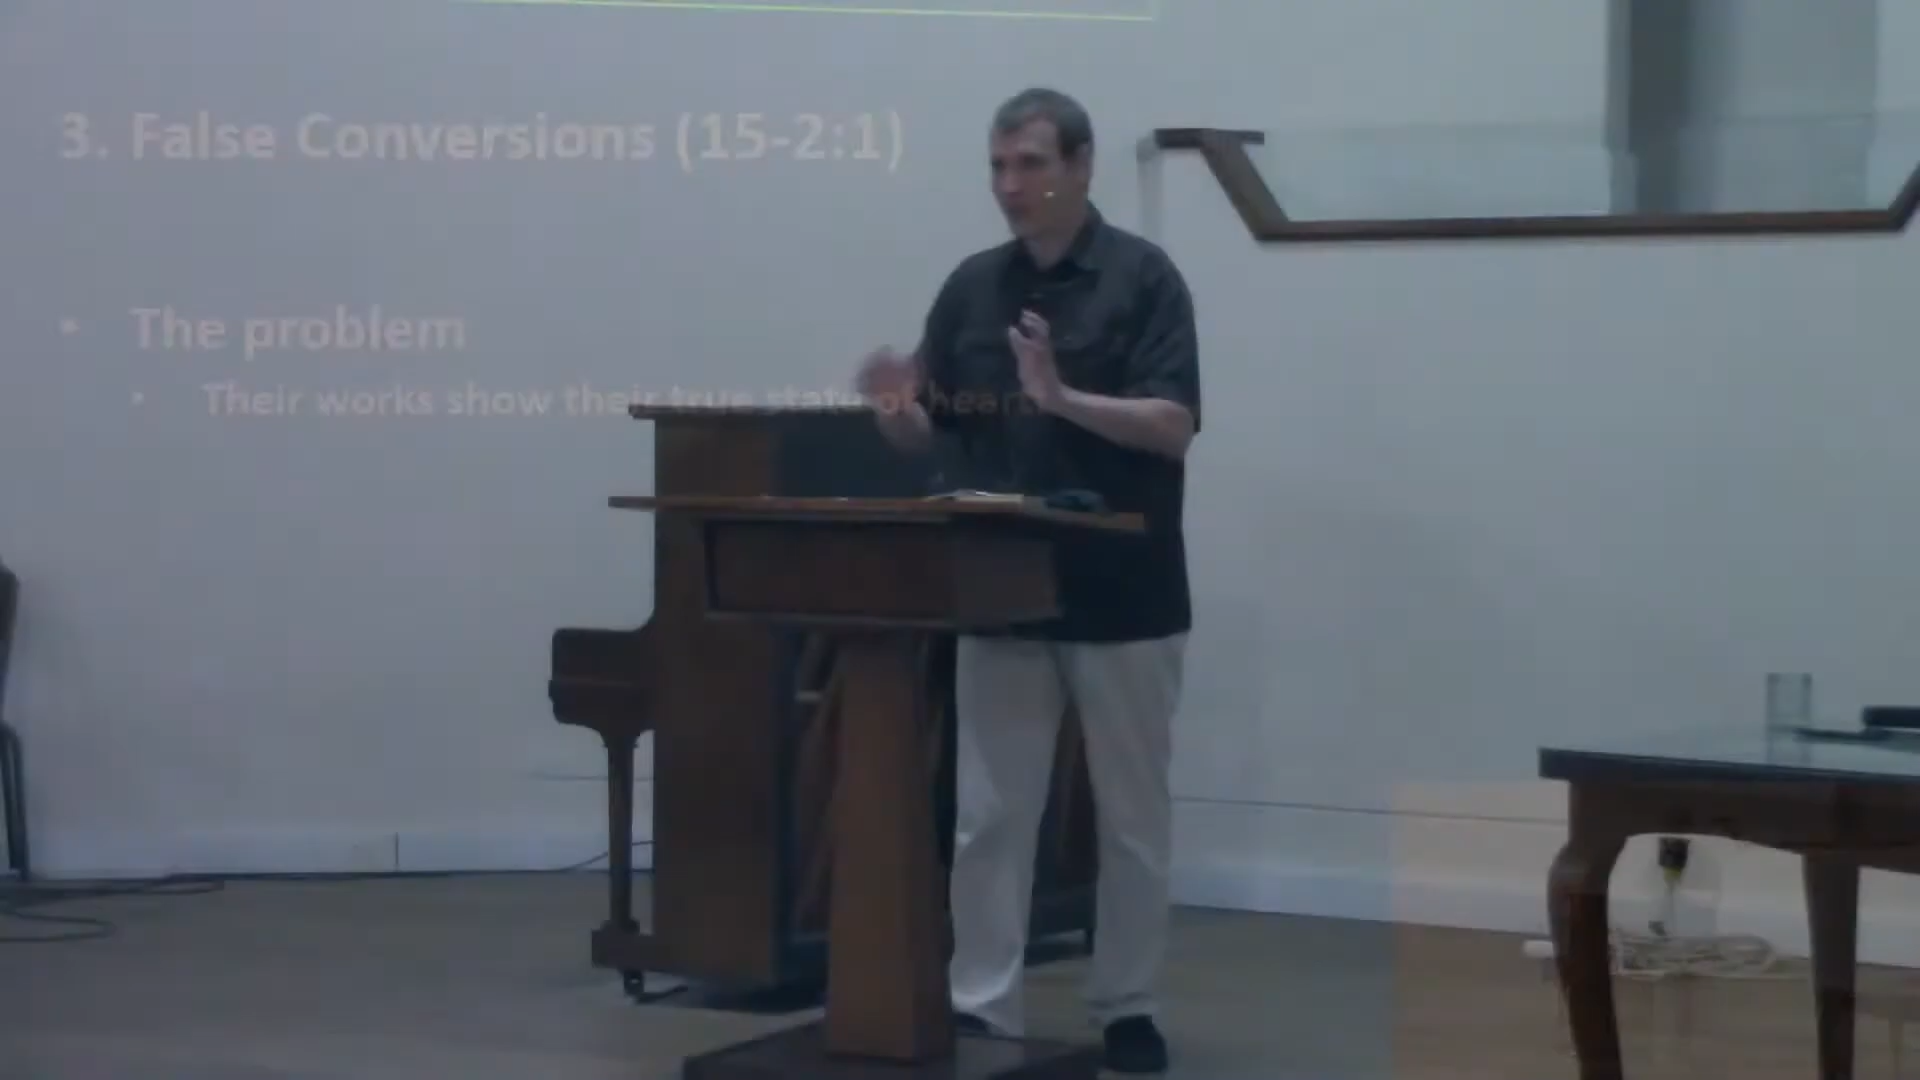 3. False Conversions (15-2:1)
• The problem
• Their works show their true state of heart.